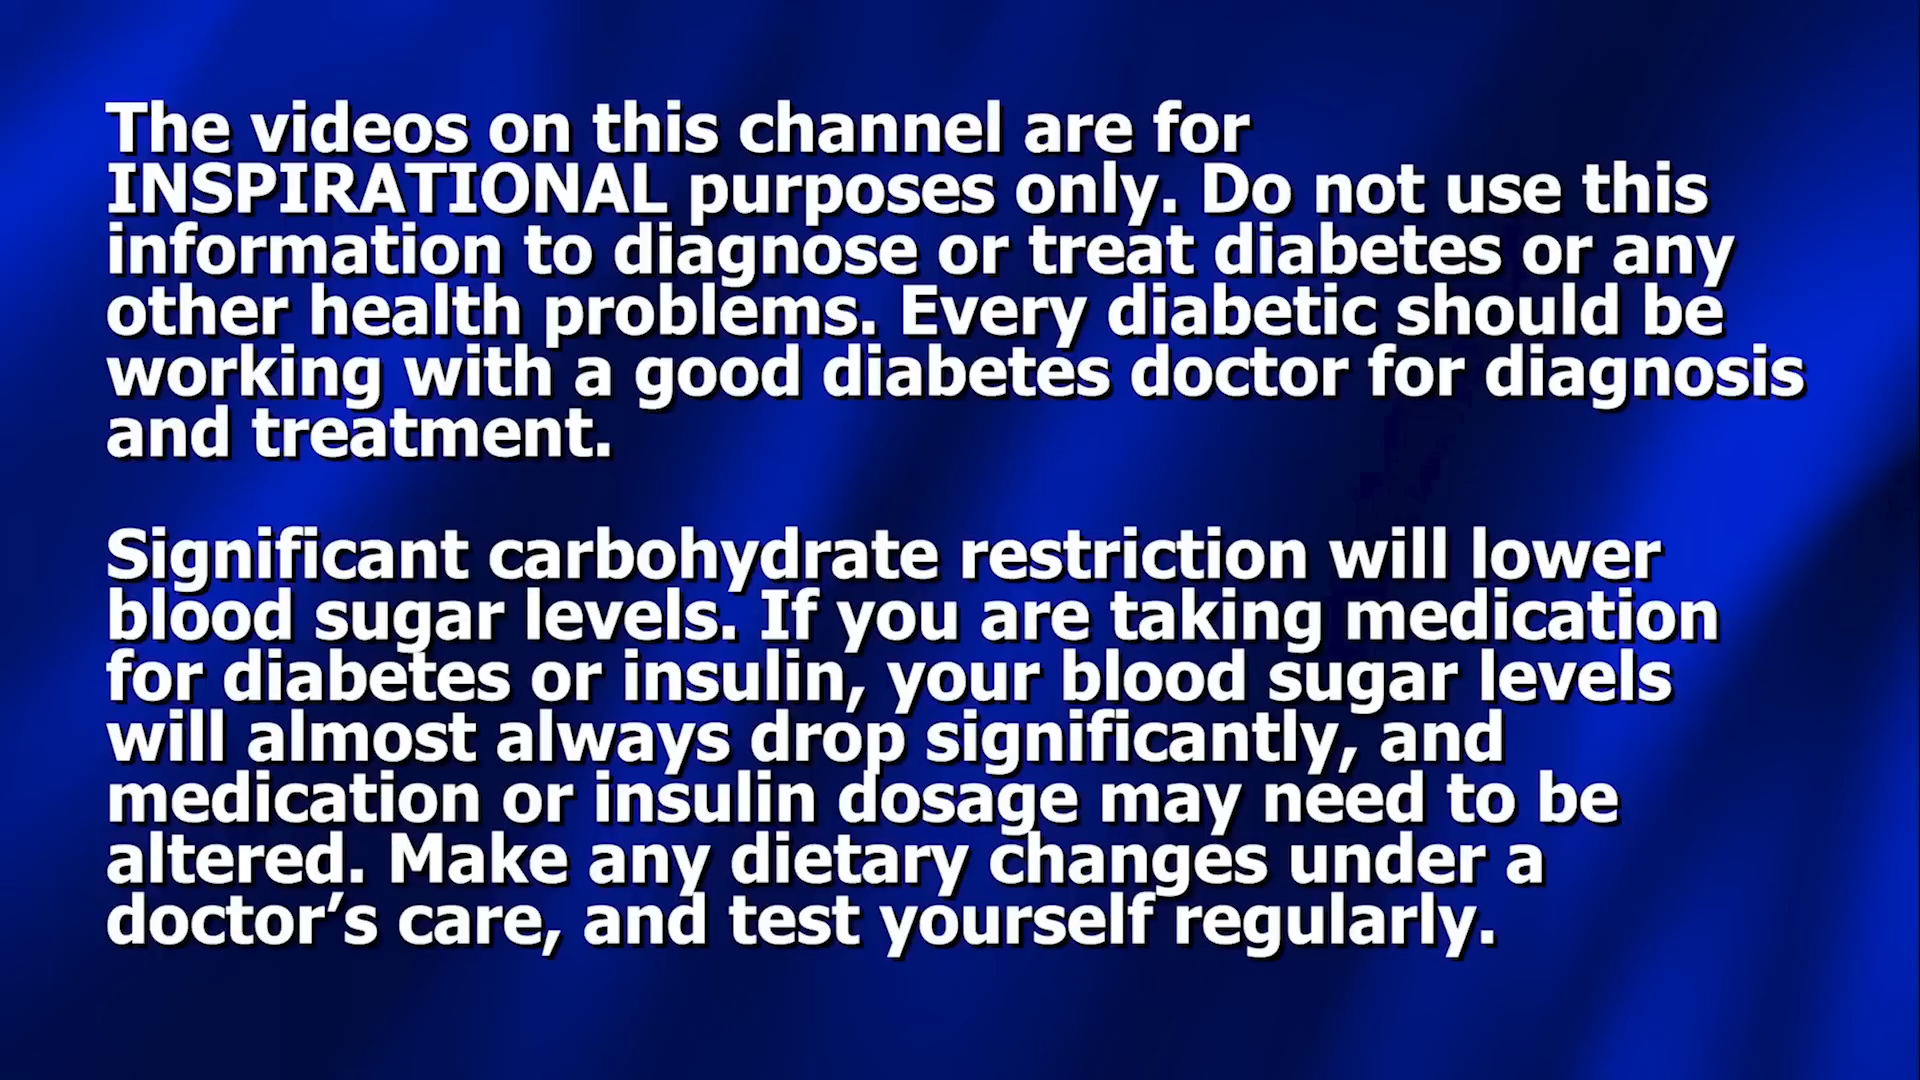 The videos on this channel are for
INSPIRATIONAL purposes only. Do not use this
information to diagnose or treat diabetes or any
other health problems. Every diabetic should be
working with a good diabetes doctor for diagnosis
and treatment.
Significant carbohydrate restriction will lower
blood sugar levels. If you are taking medication
for diabetes or insulin, your blood sugar levels
will almost always drop significantly, and
medication or insulin dosage may need to be
altered. Make any dietary changes under a
doctor’s care, and test yourself regularly.